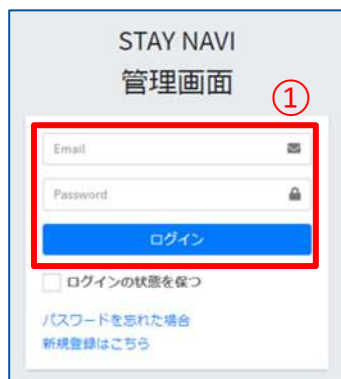 STAY NAVI
管理画面
①
Email
Password
ログイン
ログインの状態を保つ
パスワードを忘れた場合
新規登録はこちら